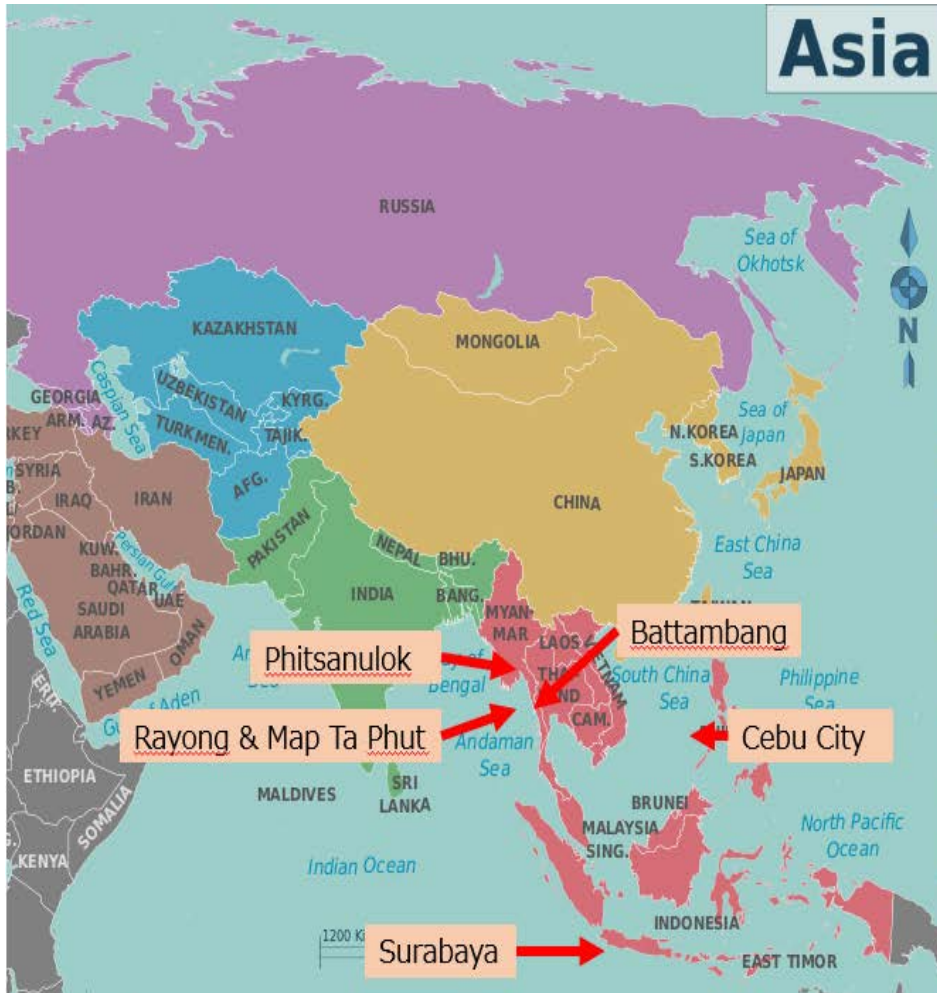 Asia
RUSSIA
Sea of
Okhotsk
N
KAZAKHSTAN
MONGOLIA
UZBEKISTAN
KYRG.
GEORGIA
Caspian Sea
ARM.
AZ.
TURKMEN.
TAJIK.
Sea of
Japan
N.KOREA
S.KOREA
JAPAN
SYRIA
IRAQ
IRAN
AFG.
CHINA
JORDAN
PAKISTAN
KUW.
BAHR.
QATAR
Persian Gulf
UAE
NEPAL
BHU.
East China
Sea
Red Sea
SAUDI
ARABIA
OMAN
INDIA
BANG.
MYAN-
MAR
LAOS
Battambang
Phitsanulok
Bengal
South China
Sea
Philippine
Sea
YEMEN
Aden
CAM.
Rayong & Map Ta Phut
Andaman
Sea
Cebu City
ETHIOPIA
SOMALIA
MALDIVES
SRI
LANKA
BRUNEI
MALAYSIA
SING.
North Pacific
Ocean
KENYA
Indian Ocean
INDONESIA
1200
Surabaya
EAST TIMOR